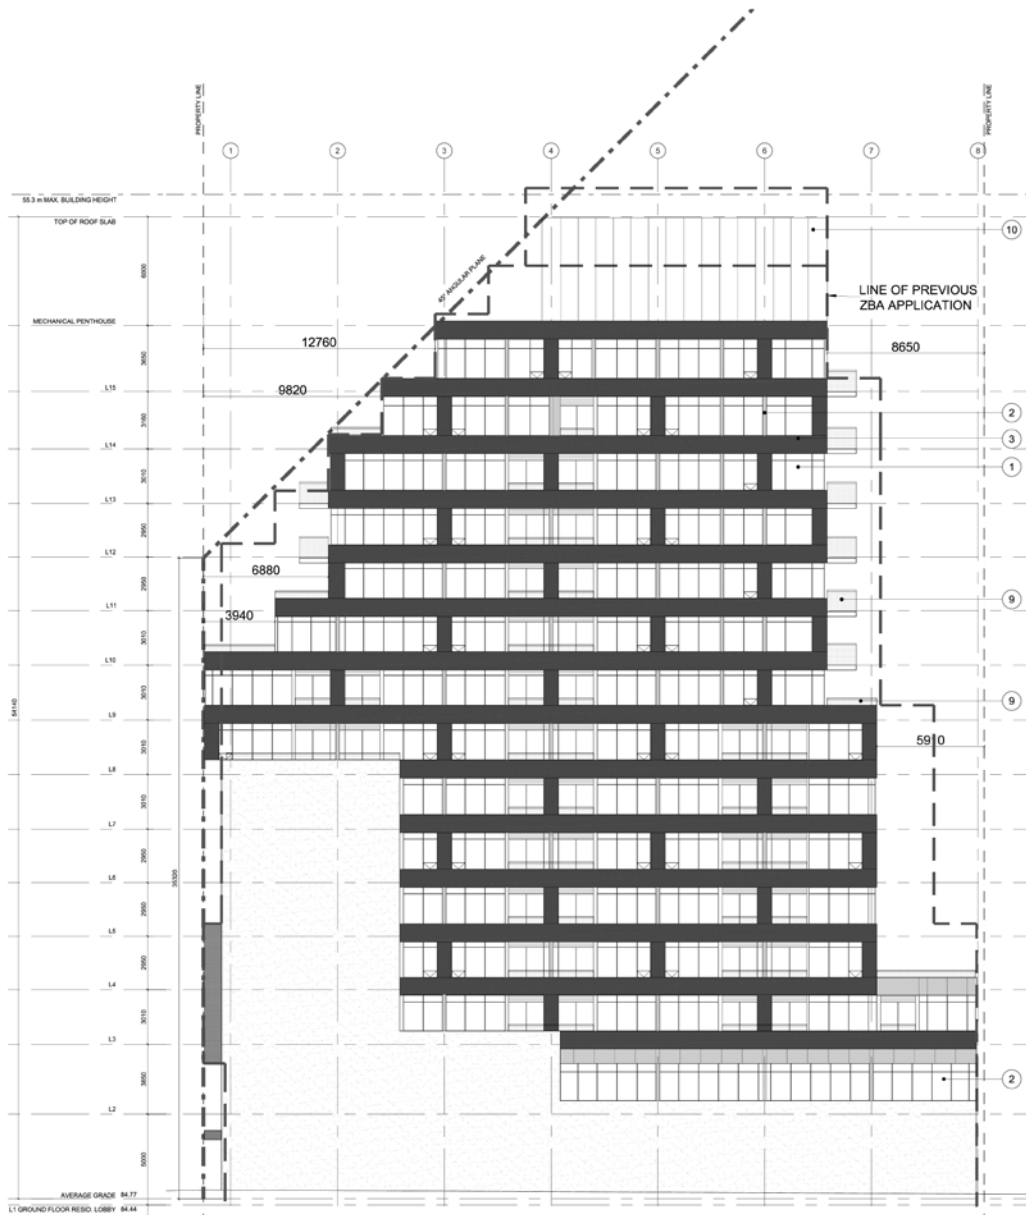 PROPERTY LINE
PROPERTY LINE
1
2
3
4
5
6
7
8
55.3 m MAX. BUILDING HEIGHT
TOP OF ROOF SLAB
10
6000
45° ANGULAR PLANE
LINE OF PREVIOUS
ZBA APPLICATION
MECHANICAL PENTHOUSE
12760
8650
3650
L15
9820
2
3160
3
L14
1
3010
L13
2950
L12
6880
2950
9
L11
3940
3010
L10
3010
9
54140
L9
5910
3010
L8
3010
L7
2950
35320
L6
2950
L5
2950
L4
3010
L3
2
3850
L2
5000
AVERAGE GRADE 84.77
L1 GROUND FLOOR RESID. LOBBY 84.44